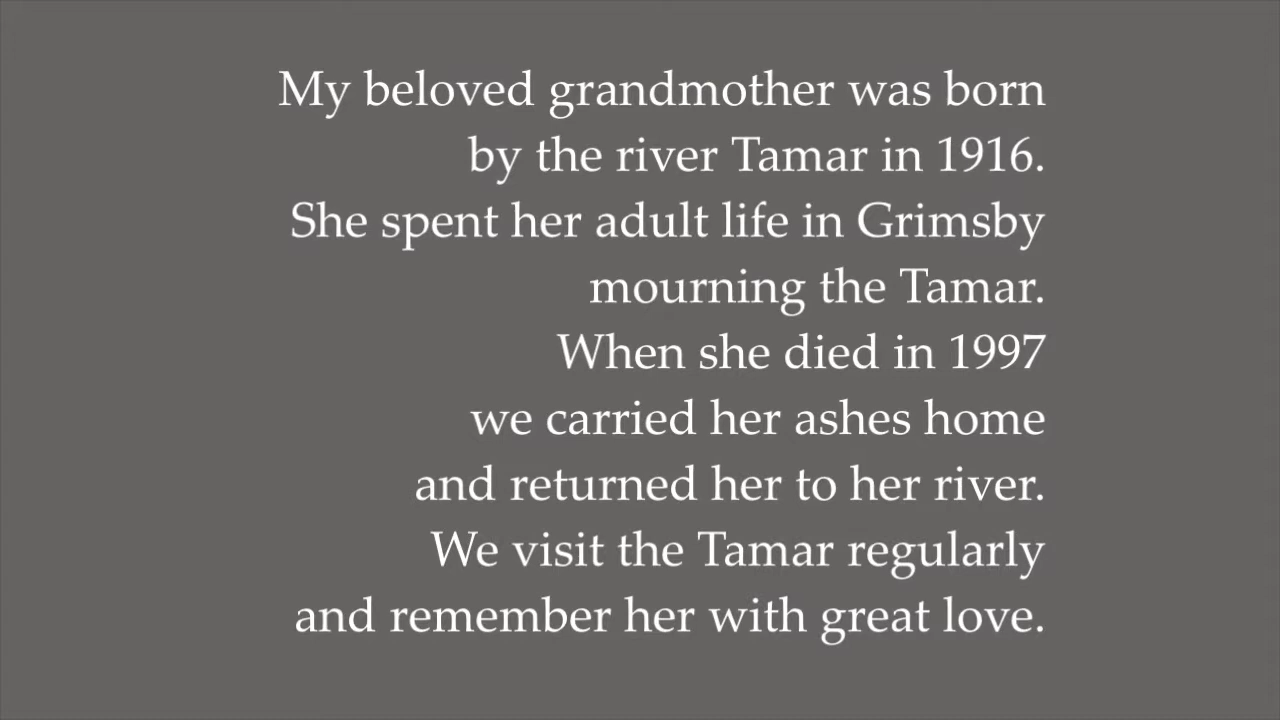 My beloved grandmother was born
by the river Tamar in 1916.
She spent her adult life in Grimsby
mourning the Tamar.
When she died in 1997
we carried her ashes home
and returned her to her river.
We visit the Tamar regularly
and remember her with great love.